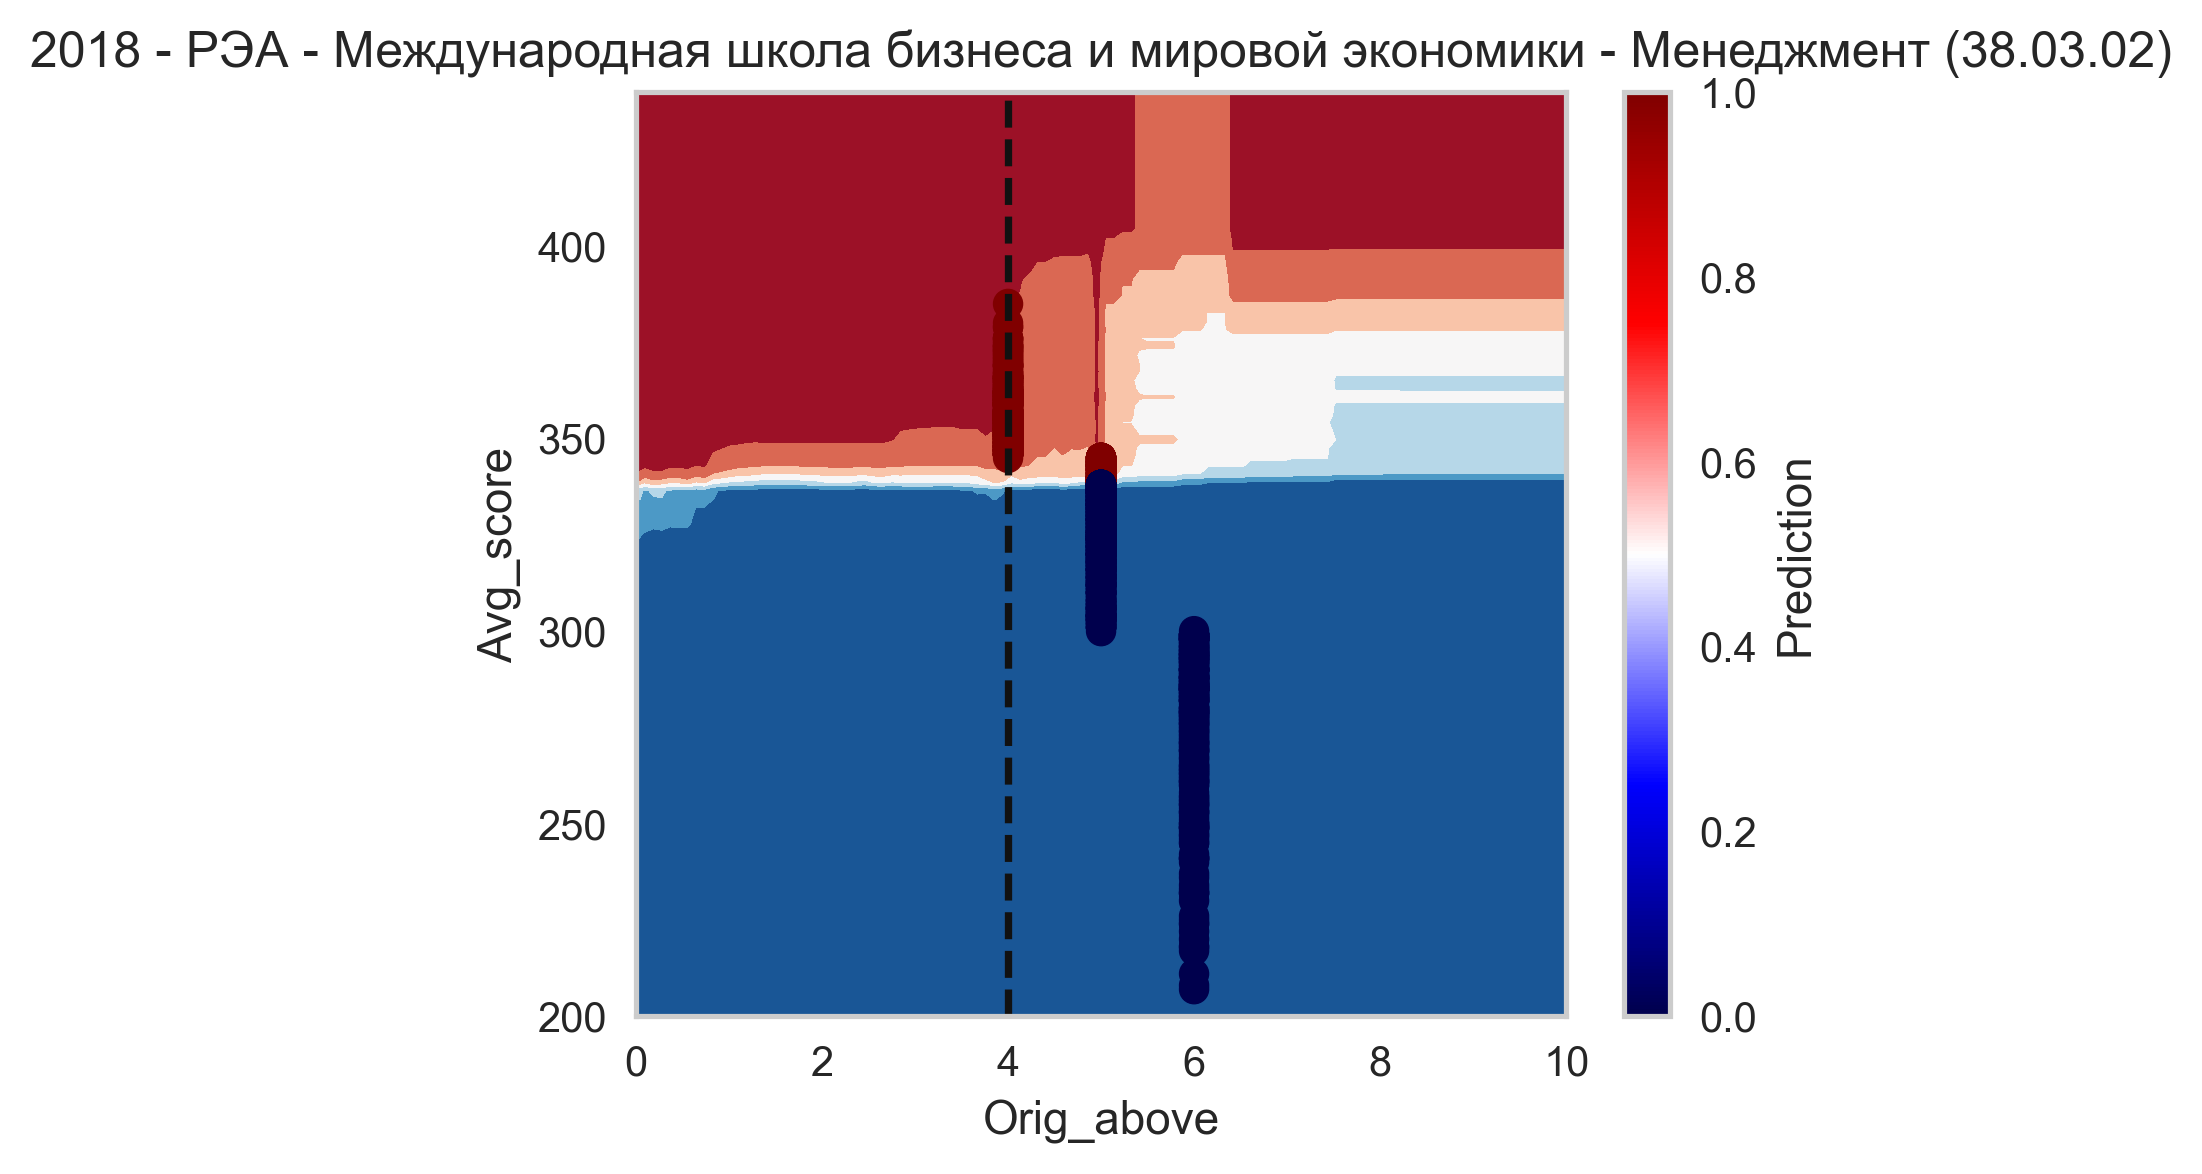 2018 - РЭА - Международная школа бизнеса и мировой экономики - Менеджмент (38.03.02)
400
350
300
250
200
Avg_score
0 2 4 6 8 10
Orig_above
1.0
0.8
0.6
0.4
0.2
0.0
Prediction